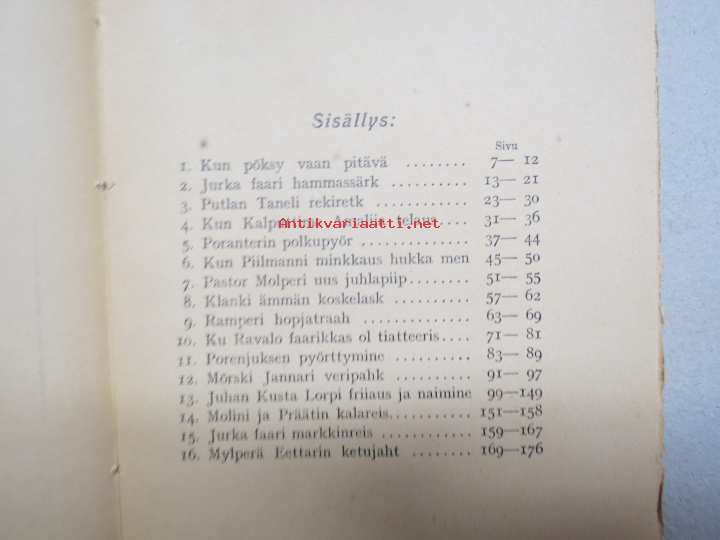 Sisällys:
Sivu
1. Kun pöksy vaan pitävä ........ 7— 12
2. Jurka faari hammassärk .......... 13— 21
3. Putlan Taneli rekiretk ............ 23— 30
4. Kun .... 31— 36
Antikvariaatti.net
5. Poranterin polkupyör .............. 37— 44
6. Kun Piilmanni minkkaus hukka men 45— 50
7. Pastor Molperi uus juhlapiip........ 51— 55
8. Klanki ämmän koskelask .......... 57— 62
9. Ramperi hopjatraah .............. 63— 69
10. Ku Ravalo faarikkas ol tiatteeris.... 71— 81
11. Porenjuksen pyörttymine .......... 83— 89
12. Mörski Jannari veripahk .......... 91— 97
13. Juhan Kusta Lorpi friiaus ja naimine 99—149
14. Molini ja Präätin kalareis........... 151—158
15. Jurka faari markkinreis ............ 159—167
16. Mylperä Eettarin ketujaht ........ 169—176